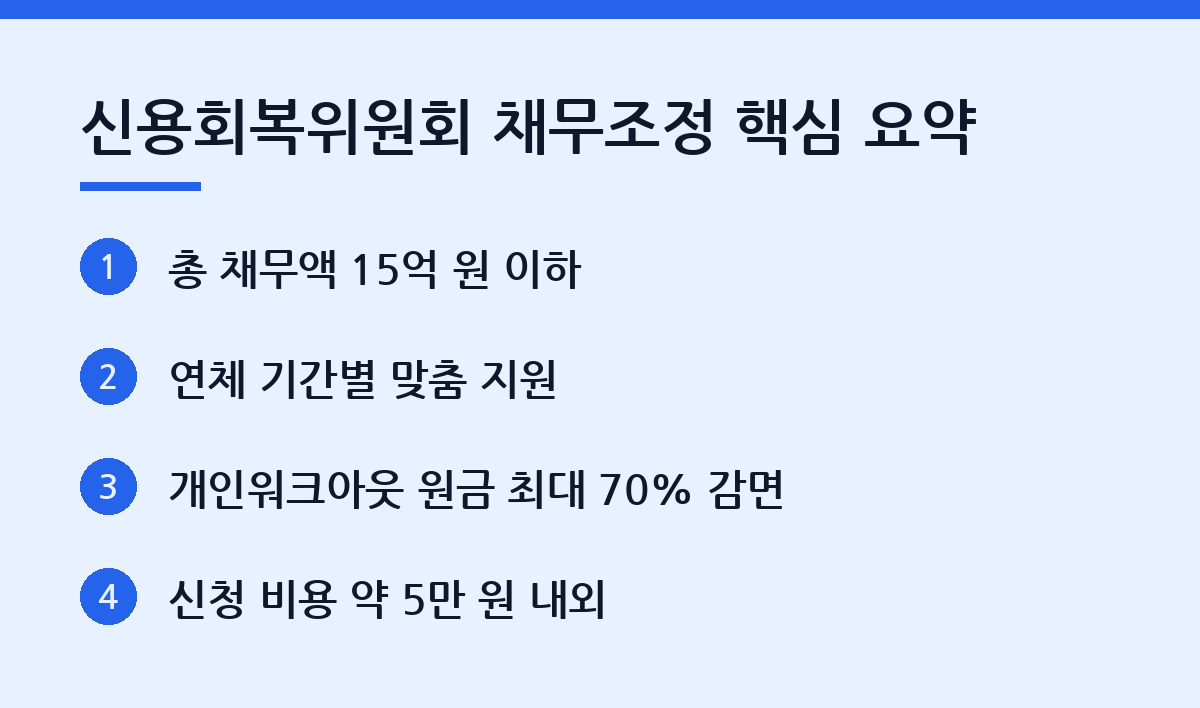 신용회복위원회 채무조정 핵심 요약
1 총 채무액 15억 원 이하
2 연체 기간별 맞춤 지원
3 개인워크아웃 원금 최대 70% 감면
4 신청 비용 약 5만 원 내외